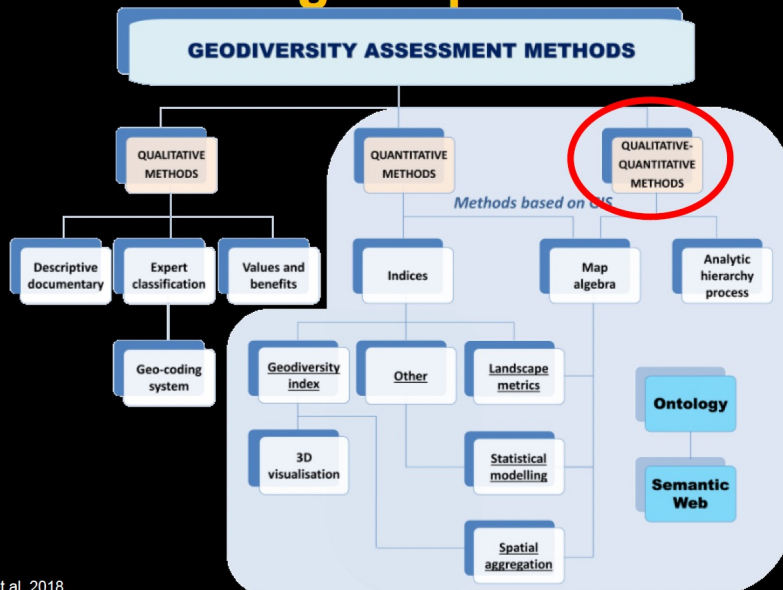 GEODIVERSITY ASSESSMENT METHODS
QUALITATIVE
METHODS
QUANTITATIVE
METHODS
QUALITATIVE-
QUANTITATIVE
METHODS
Methods based on GIS
Descriptive
documentary
Expert
classification
Values and
benefits
Indices
Map
algebra
Analytic
hierarchy
process
Geo-coding
system
Geodiversity
index
Other
Landscape
metrics
Ontology
3D
visualisation
Statistical
modelling
Semantic
Web
Spatial
aggregation
al. 2018